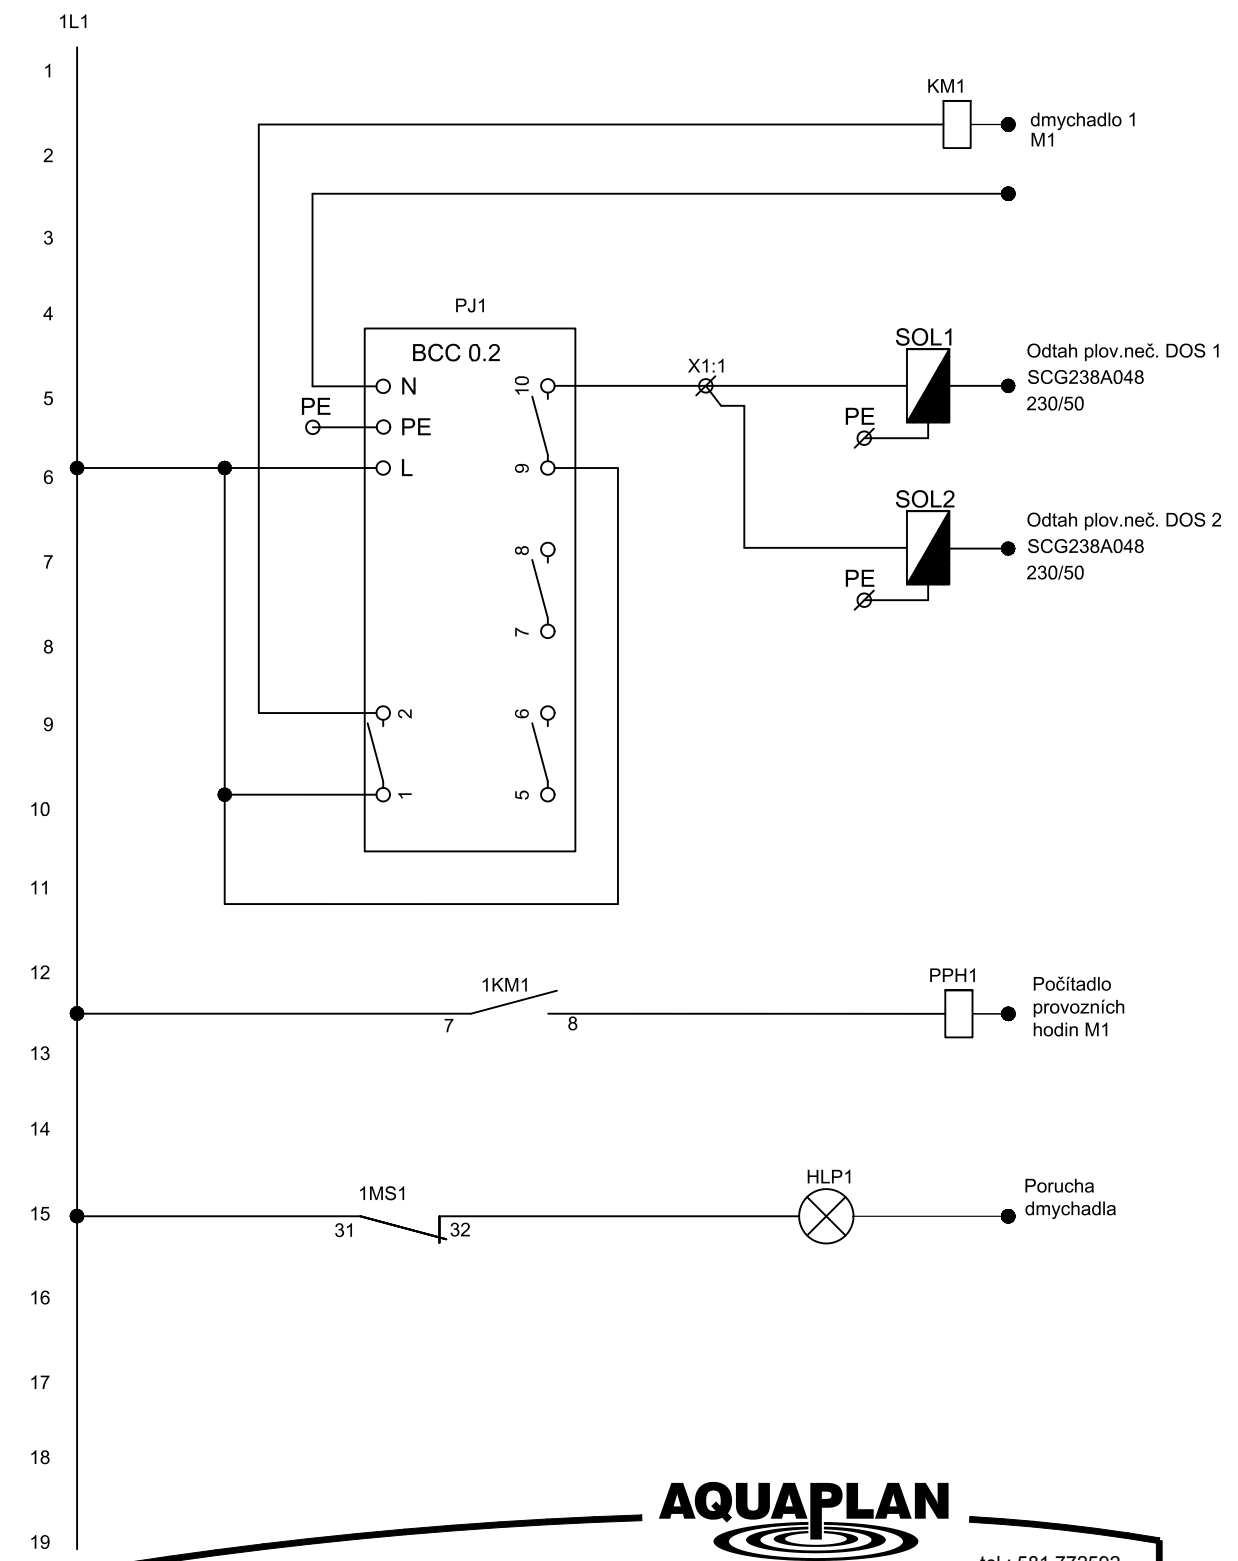 1L1
1
KM1
dmychadlo 1
M1
2
3
4
PJ1
BCC 0.2
SOL1
Odtah plov.neč. DOS 1
SCG238A048
230/50
X1:1
5
N
10
PE
PE
PE
6
L
9
SOL2
Odtah plov.neč. DOS 2
SCG238A048
230/50
7
8
PE
8
7
9
2
6
10
1
5
11
12
1KM1
PPH1
Počítadlo
provozních
hodin M1
7
8
13
14
1MS1
HLP1
Porucha
dmychadla
15
31
32
16
17
18
AQUAPLAN
19
tel.: 581 772592